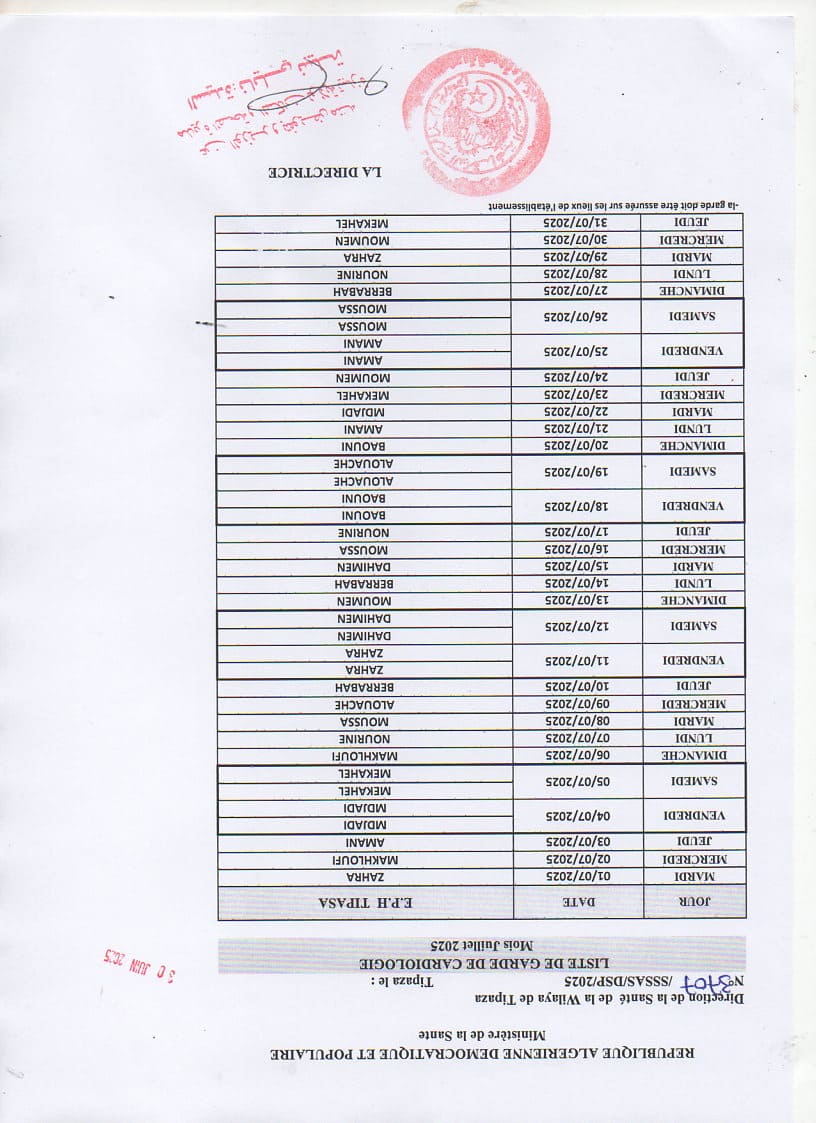 REPUBLIQUE ALGERIENNE DEMOCRATIQUE ET POPULAIRE
Ministère de la Sante
Direction de la Santé de la Wilaya de Tipaza
N° 3707 /SSSAS/DSP/2025 Tipaza le :
30 JUIN 2025
LISTE DE GARDE DE CARDIOLOGIE
Mois Juillet 2025
JOUR DATE E.P.H TIPASA
MARDI 01/07/2025 ZAHRA
MERCREDI 02/07/2025 MAKHLOUFI
JEUDI 03/07/2025 AMANI
VENDREDI 04/07/2025 MDJADI
MDJADI
SAMEDI 05/07/2025 MEKAHEL
MEKAHEL
DIMANCHE 06/07/2025 MAKHLOUFI
LUNDI 07/07/2025 NOURINE
MARDI 08/07/2025 MOUSSA
MERCREDI 09/07/2025 ALOUACHE
JEUDI 10/07/2025 BERRABAH
VENDREDI 11/07/2025 ZAHRA
ZAHRA
SAMEDI 12/07/2025 DAHIMEN
DAHIMEN
DIMANCHE 13/07/2025 MOUMEN
LUNDI 14/07/2025 BERRABAH
MARDI 15/07/2025 DAHIMEN
MERCREDI 16/07/2025 MOUSSA
JEUDI 17/07/2025 NOURINE
VENDREDI 18/07/2025 BAOUNI
BAOUNI
SAMEDI 19/07/2025 ALOUACHE
ALOUACHE
DIMANCHE 20/07/2025 BAOUNI
LUNDI 21/07/2025 AMANI
MARDI 22/07/2025 MDJADI
MERCREDI 23/07/2025 MEKAHEL
JEUDI 24/07/2025 MOUMEN
VENDREDI 25/07/2025 AMANI
AMANI
SAMEDI 26/07/2025 MOUSSA
MOUSSA
DIMANCHE 27/07/2025 BERRABAH
LUNDI 28/07/2025 NOURINE
MARDI 29/07/2025 ZAHRA
MERCREDI 30/07/2025 MOUMEN
JEUDI 31/07/2025 MEKAHEL
-la garde doit être assurée sur les lieux de l'établissement
LA DIRECTRICE
عن الوزير و بتفويض منه
مديرة الصحة و السكان لولاية تيبازة
السيدة: نايلي نبيلة